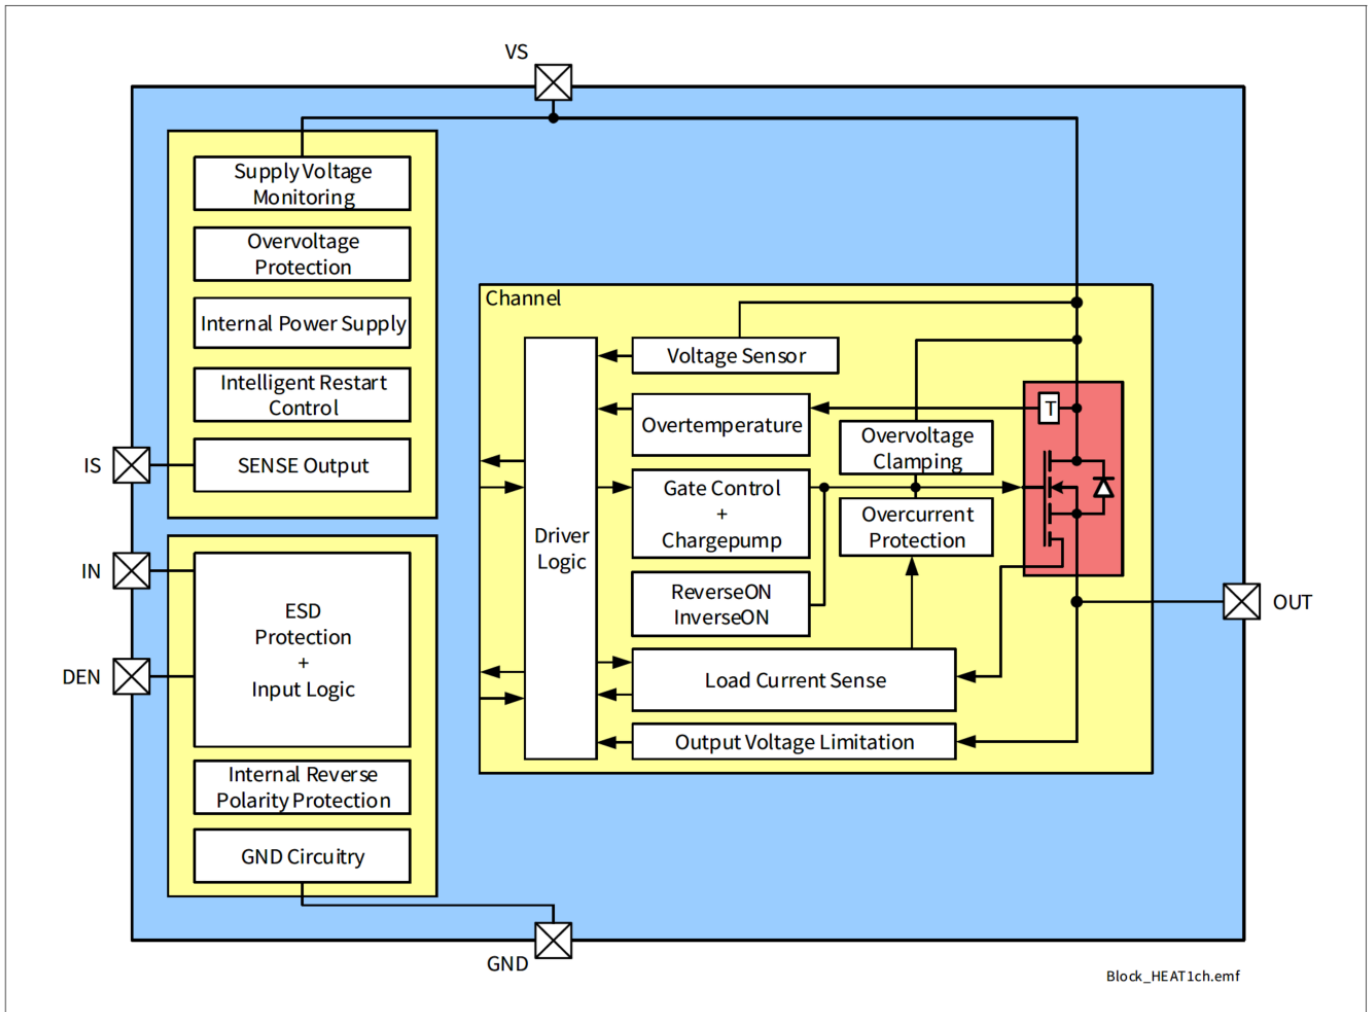 VS
Supply Voltage
Monitoring
Overvoltage
Protection
Internal Power Supply
Intelligent Restart
Control
IS
SENSE Output
IN
ESD
Protection
+
Input Logic
DEN
Internal Reverse
Polarity Protection
GND Circuitry
GND
Channel
Driver
Logic
Voltage Sensor
Overtemperature
T
Overvoltage
Clamping
Gate Control
+
Chargepump
Overcurrent
Protection
ReverseON
InverseON
Load Current Sense
Output Voltage Limitation
OUT
Block_HEAT1ch.emf